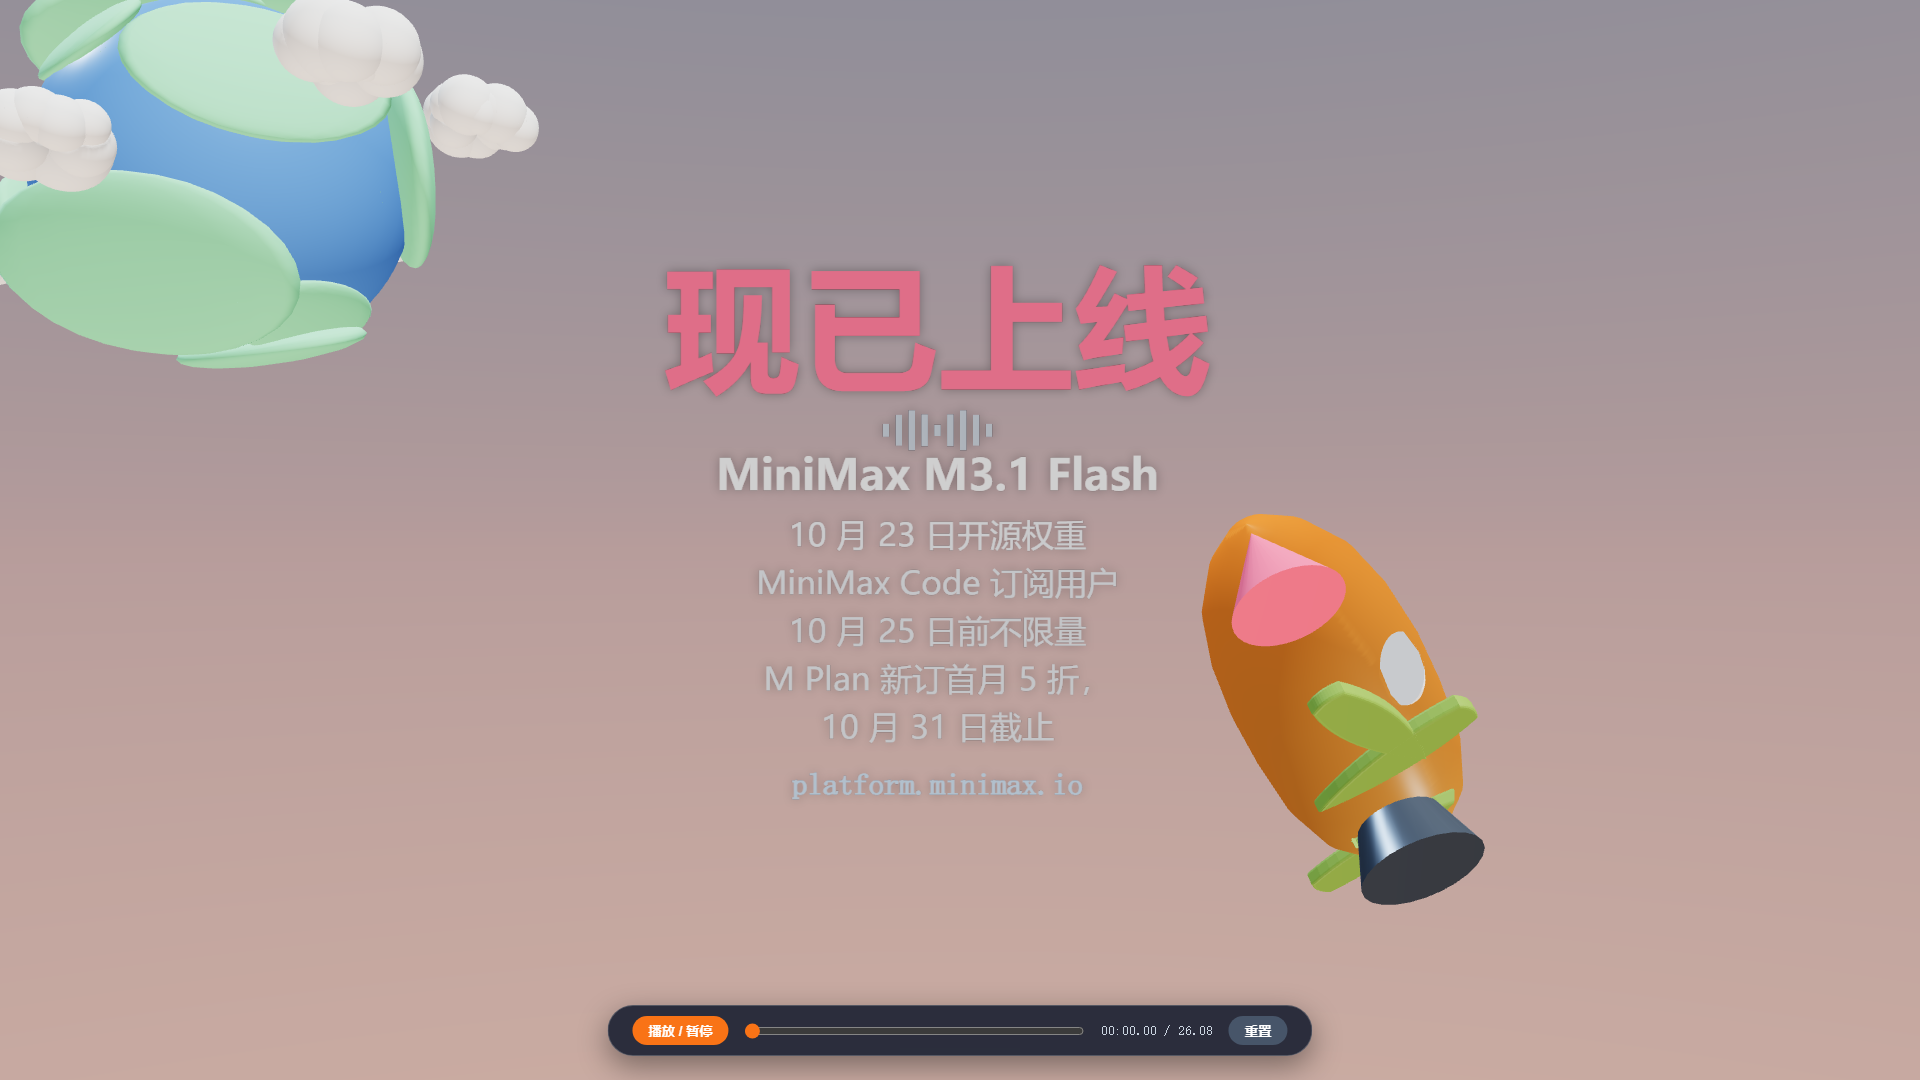 现已上线
MiniMax M3.1 Flash
10 月 23 日开源权重
MiniMax Code 订阅用户
10 月 25 日前不限量
M Plan 新订首月 5 折，
10 月 31 日截止
platform.minimax.io
播放 / 暂停
00:00.00 / 26.08
重置